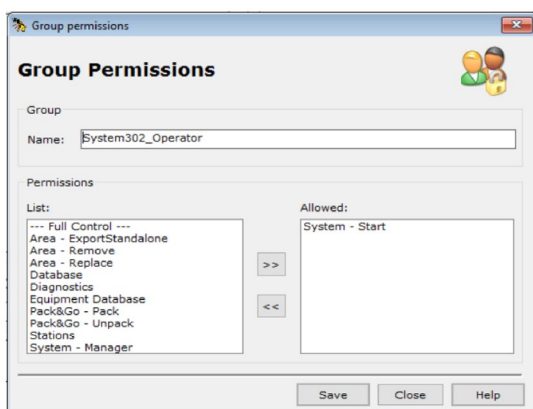 Group permissions
Group Permissions
Group
Name: System302_Operator
Permissions
List:
--- Full Control ---
Area - ExportStandalone
Area - Remove
Area - Replace
Database
Diagnostics
Equipment Database
Pack&Go - Pack
Pack&Go - Unpack
Stations
System - Manager
>>
<<
Allowed:
System - Start
Save Close Help